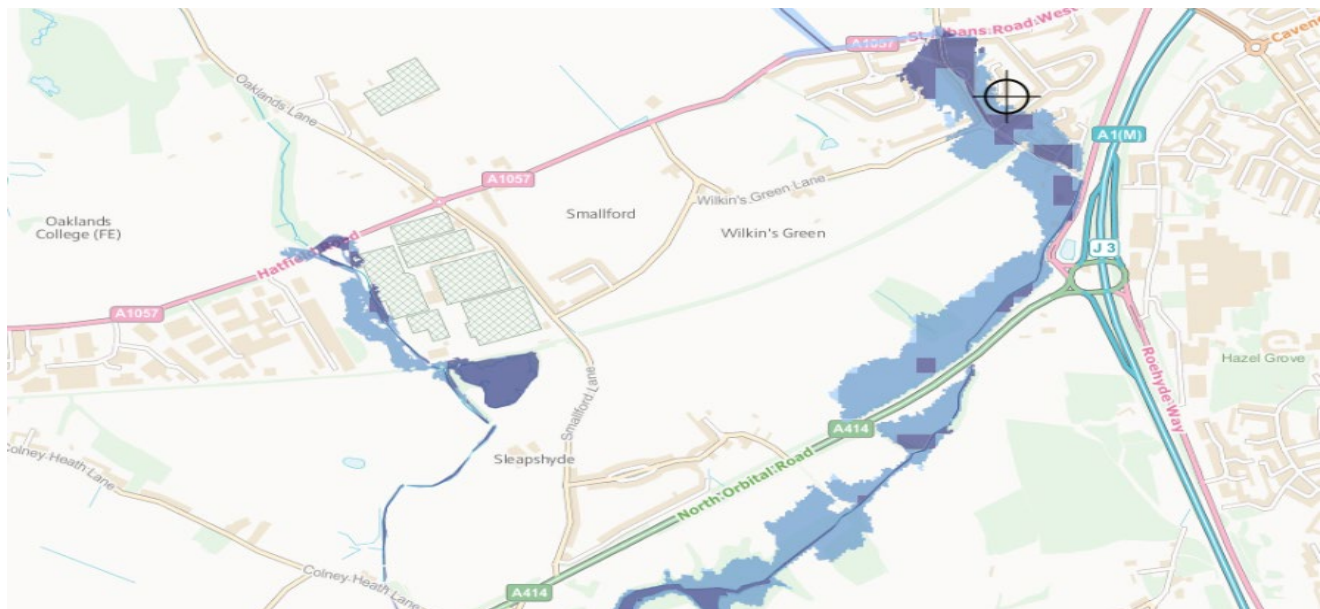 A1057
St Albans Road West
Caven
Oaklands Lane
A1(M)
A1057
Wilkin's Green Lane
Smallford
Oaklands
College (FE)
Wilkin's Green
J 3
Hatfield Road
A1057
Roehyde Way
Hazel Grove
Smallford Lane
A414
Colney Heath Lane
Sleapshyde
North Orbital Road
Colney Heath Lane
A414